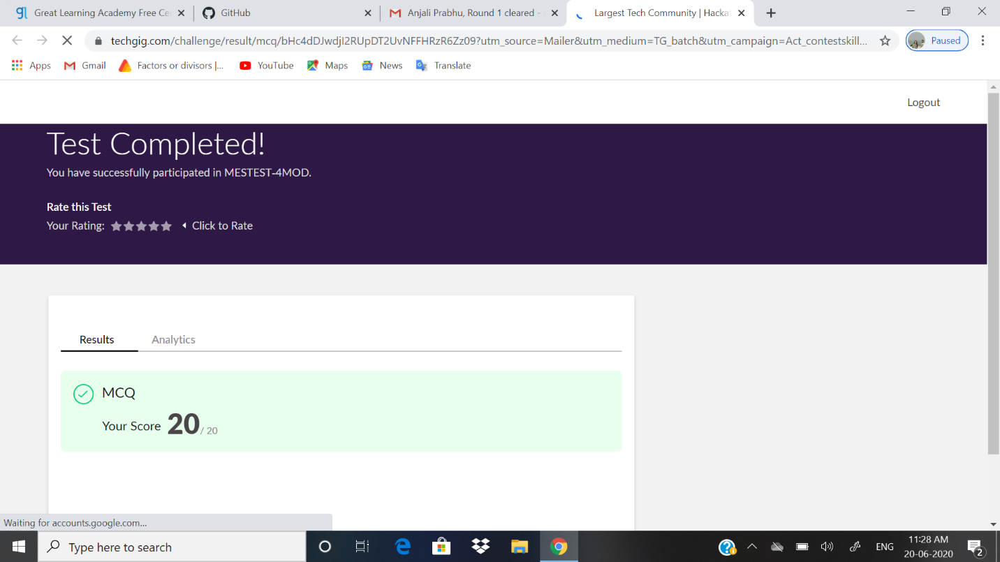 Great Learning Academy Free Ce
GitHub
Anjali Prabhu, Round 1 cleared -
Largest Tech Community | Hacka
techgig.com/challenge/result/mcq/bHc4dDJwdjI2RUpDT2UvNFFHRzR6Zz09?utm_source=Mailer&utm_medium=TG_batch&utm_campaign=Act_contestskill...
Paused
Apps
Gmail
Factors or divisors |...
YouTube
Maps
News
Translate
Logout
Test Completed!
You have successfully participated in MESTEST-4MOD.
Rate this Test
Your Rating:
Click to Rate
Results
Analytics
MCQ
Your Score 20 / 20
Waiting for accounts.google.com...
Type here to search
ENG
11:28 AM
20-06-2020
2